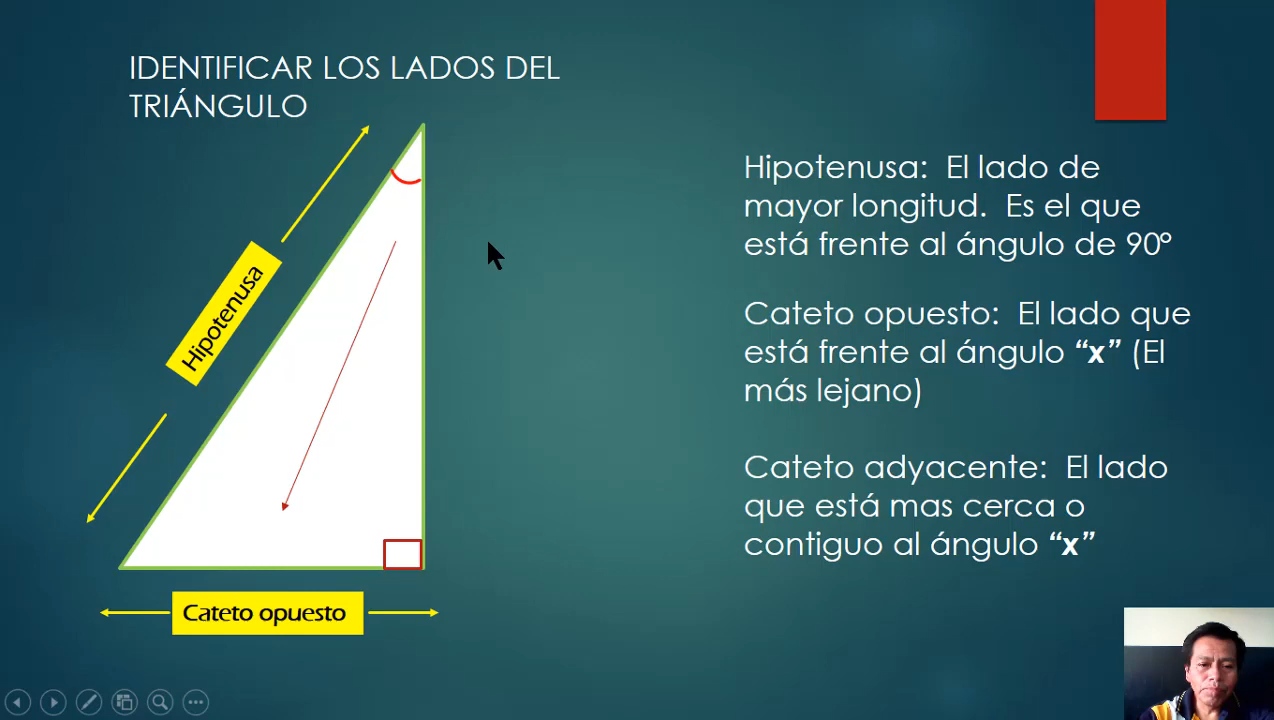 IDENTIFICAR LOS LADOS DEL
TRIÁNGULO
Hipotenusa
Cateto opuesto
Hipotenusa: El lado de
mayor longitud. Es el que
está frente al ángulo de 90°
Cateto opuesto: El lado que
está frente al ángulo “x” (El
más lejano)
Cateto adyacente: El lado
que está mas cerca o
contiguo al ángulo “x”